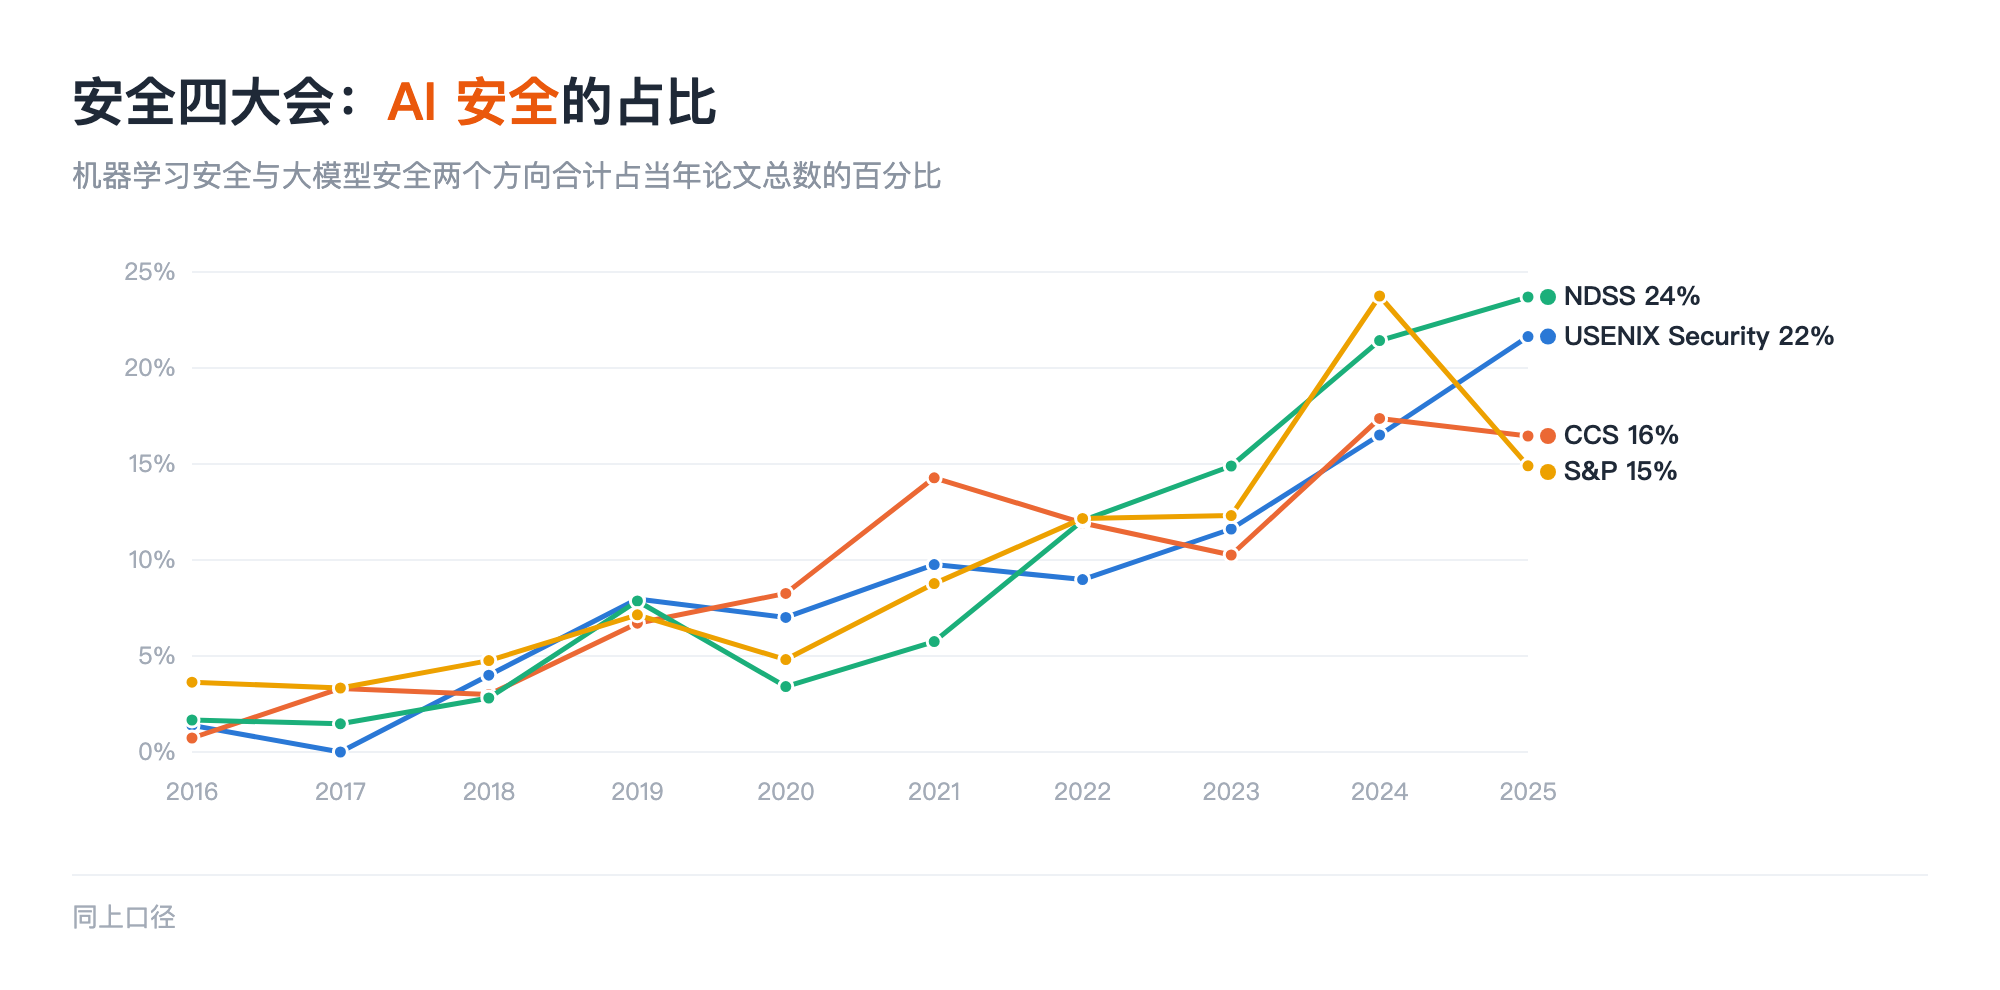 安全四大会：AI 安全的占比
机器学习安全与大模型安全两个方向合计占当年论文总数的百分比
25%
NDSS 24%
USENIX Security 22%
20%
CCS 16%
15%
S&P 15%
10%
5%
0%
2016 2017 2018 2019 2020 2021 2022 2023 2024 2025
同上口径